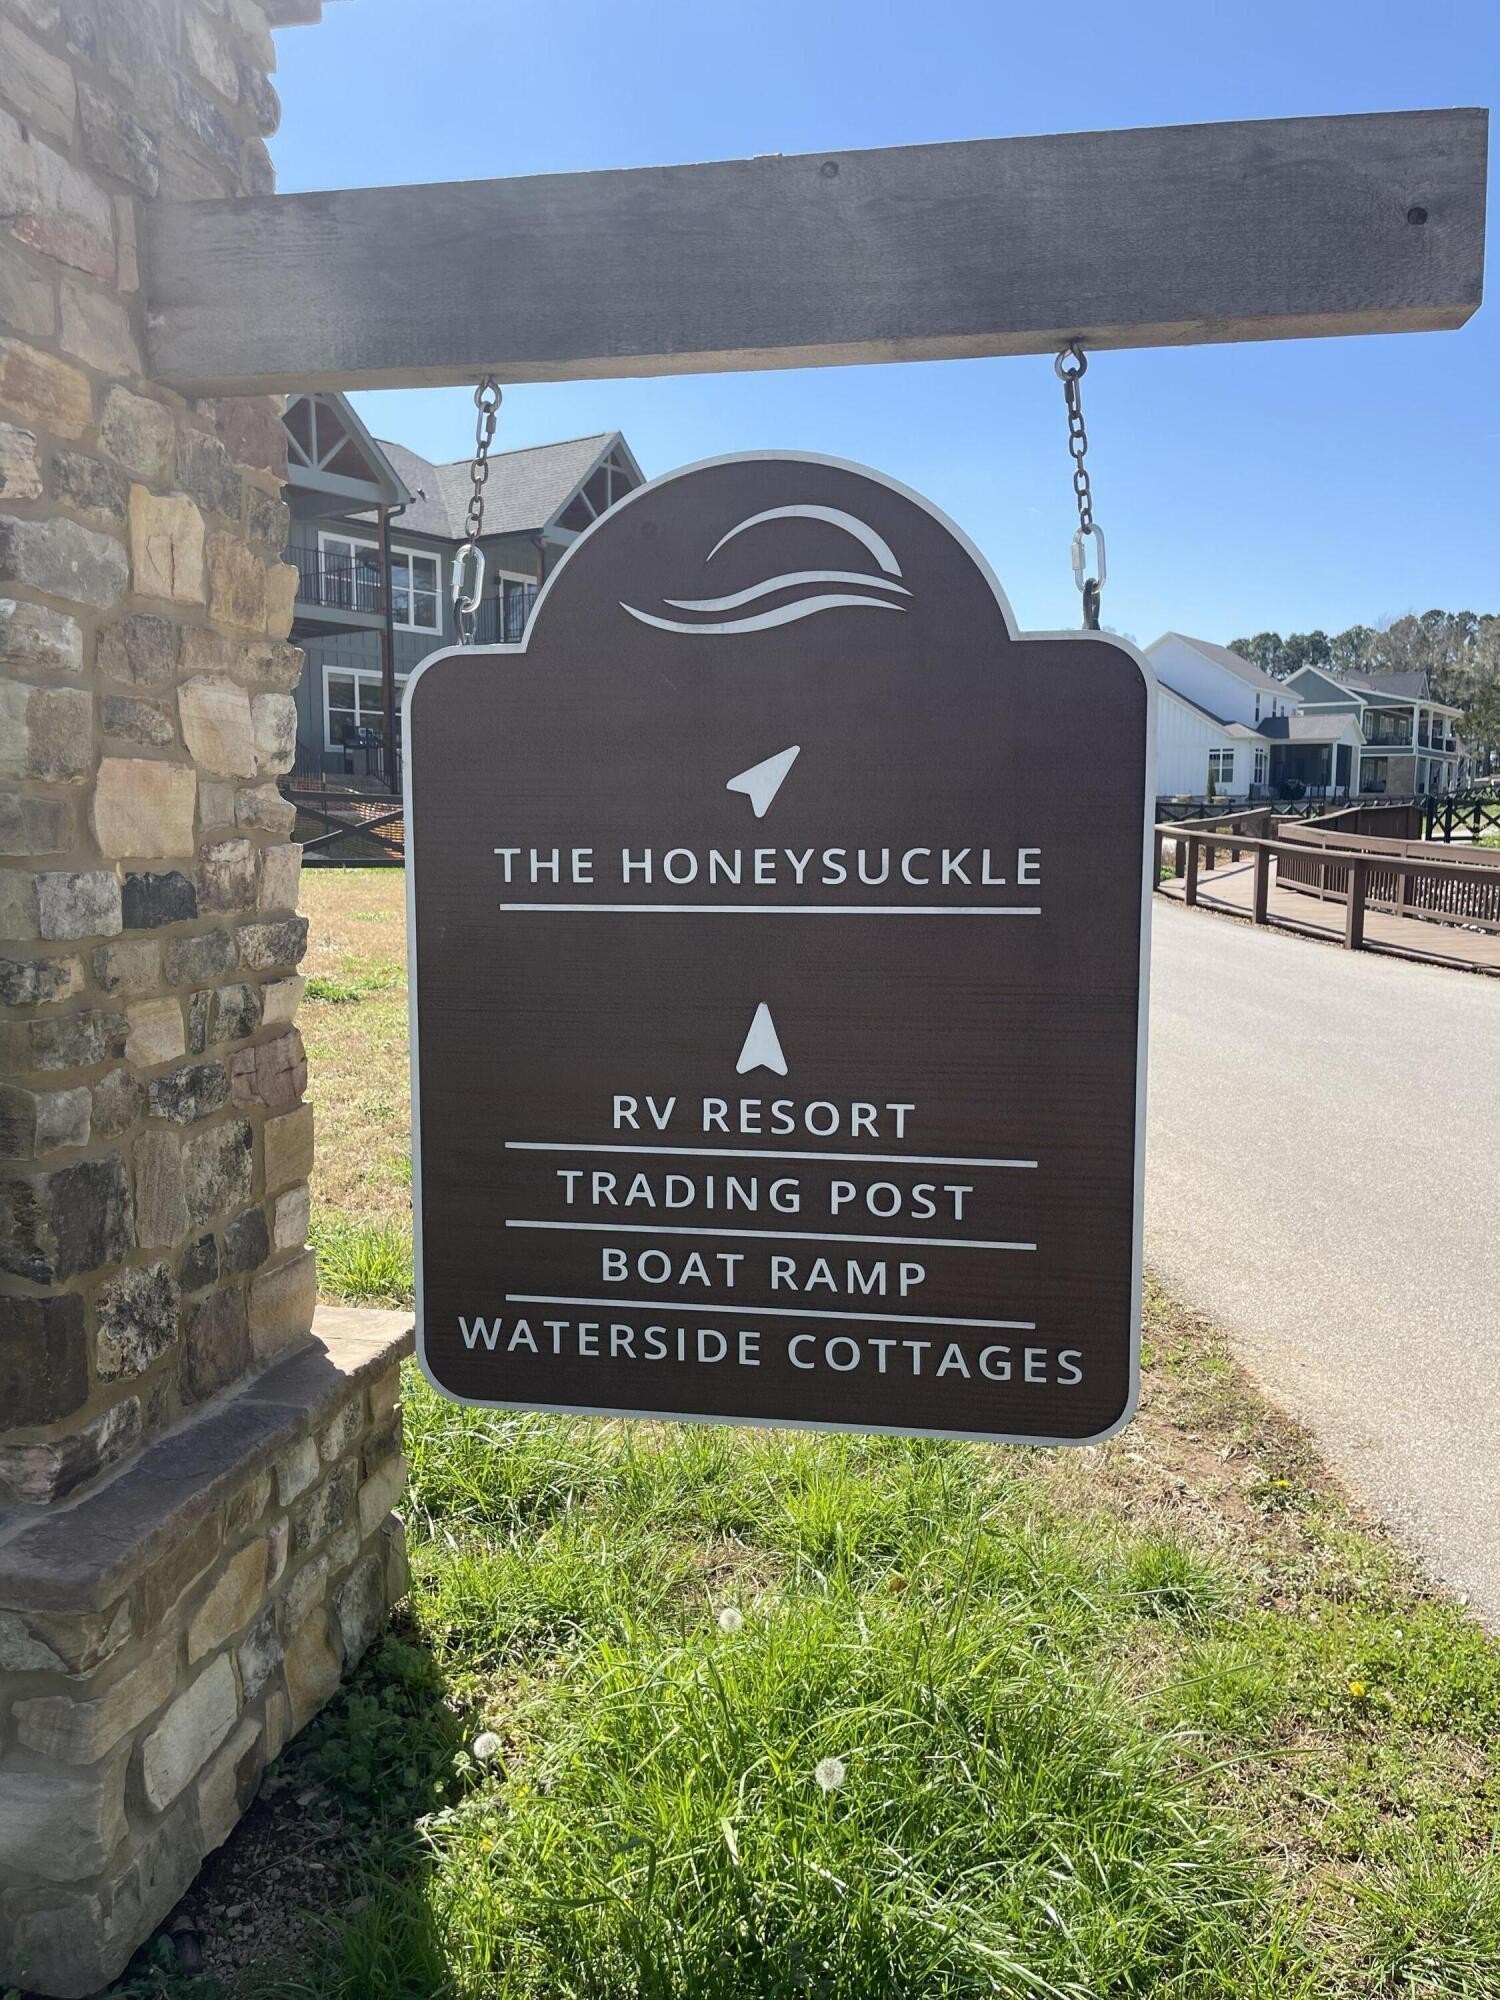 THE HONEYSUCKLE
RV RESORT
TRADING POST
BOAT RAMP
WATERSIDE COTTAGES